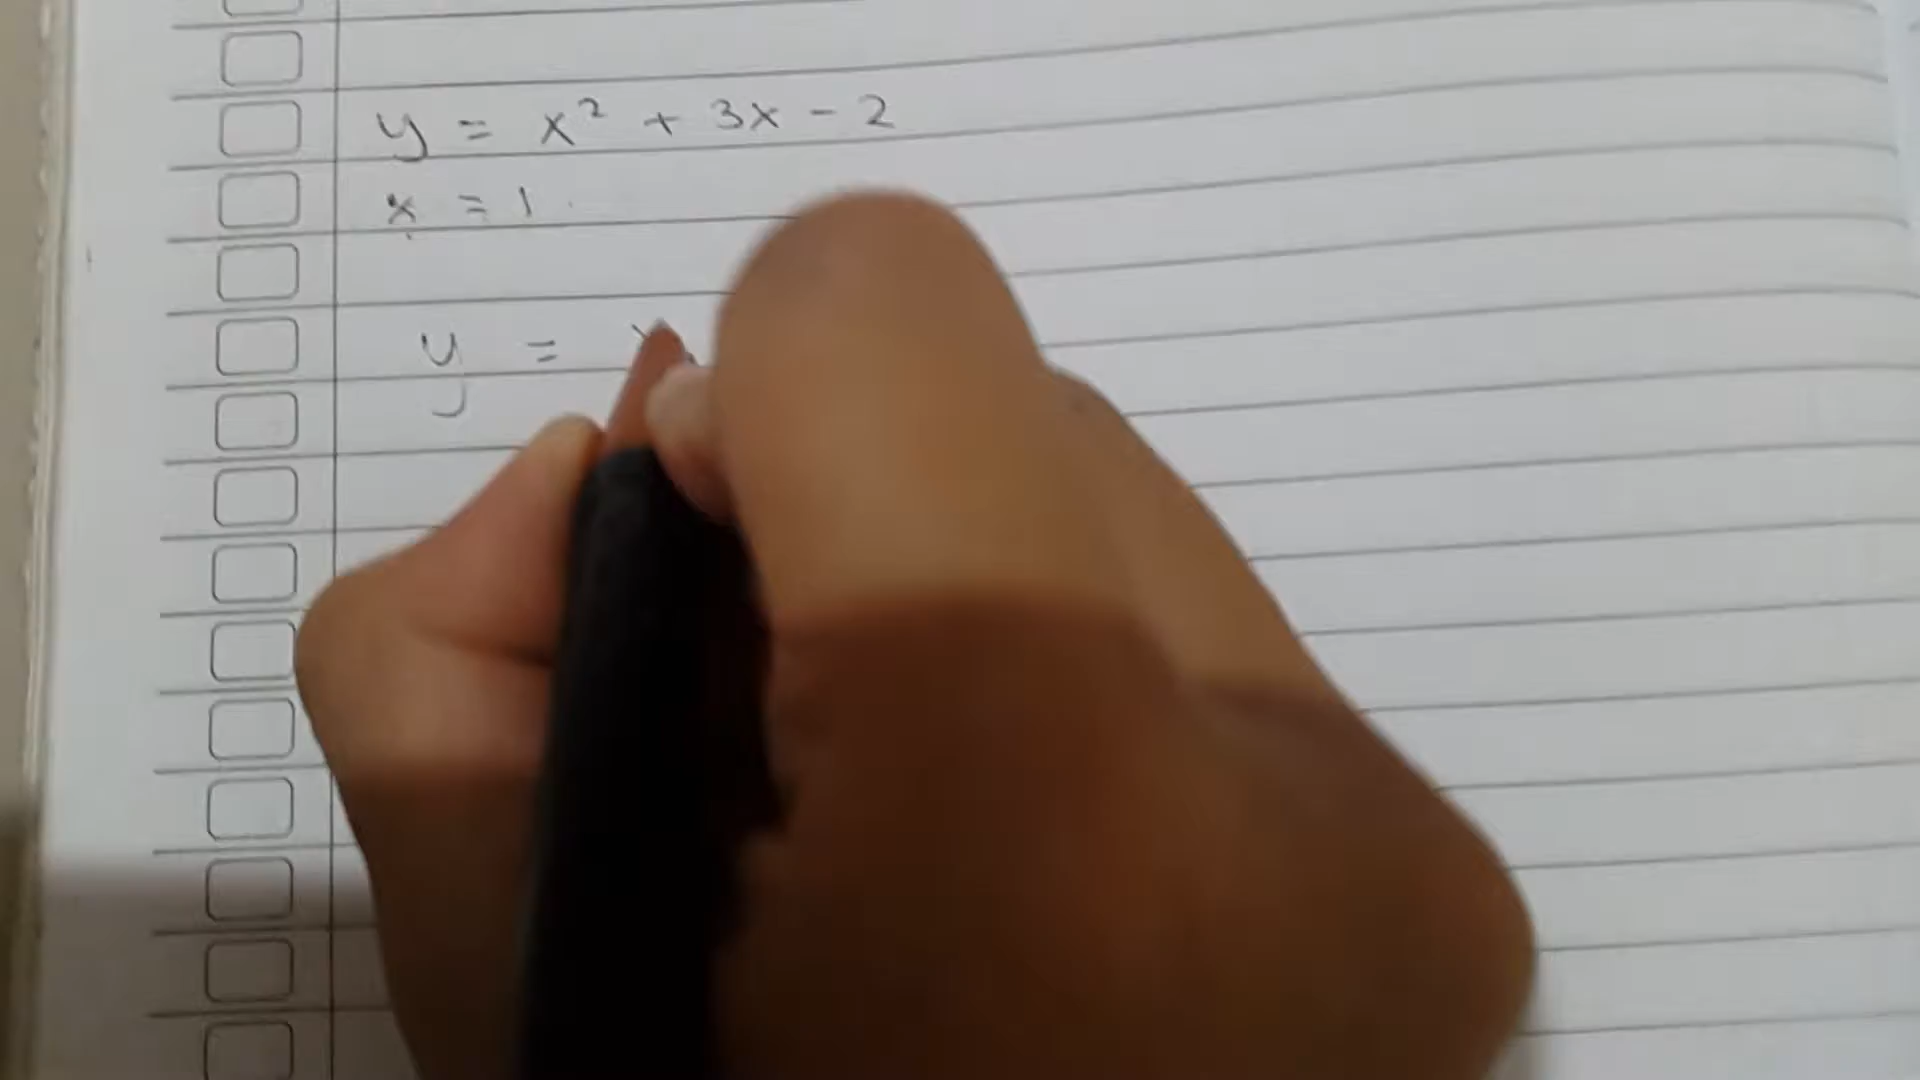 y = x² + 3x - 2
x = 1
y = x